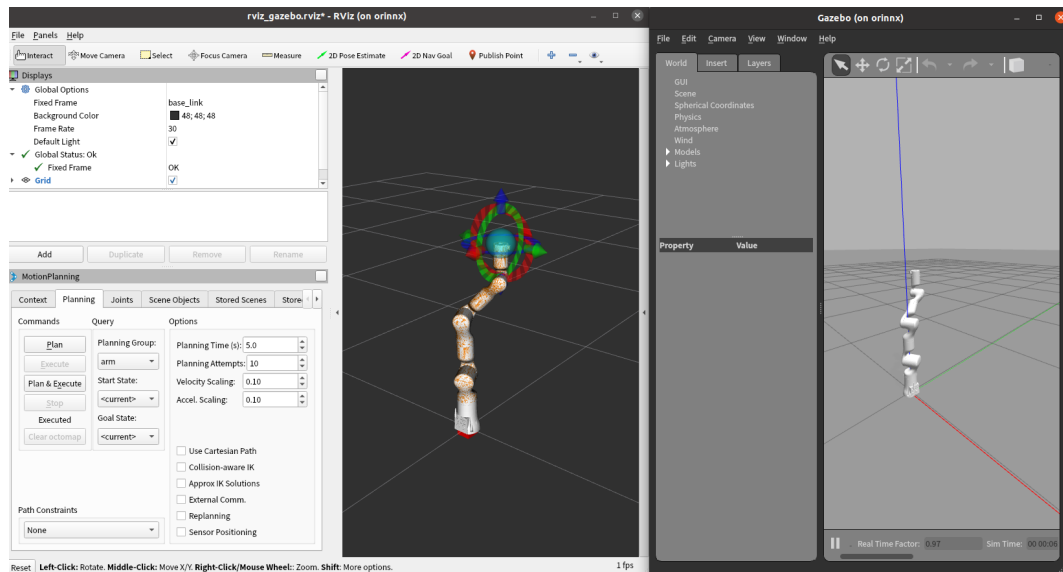 rviz_gazebo.rviz* - RViz (on orinnx)
File Panels Help
Interact Move Camera Select Focus Camera Measure 2D Pose Estimate 2D Nav Goal Publish Point
Displays
Global Options
Fixed Frame base_link
Background Color 48; 48; 48
Frame Rate 30
Default Light
Global Status: Ok
Fixed Frame OK
Grid
Add Duplicate Remove Rename
MotionPlanning
Context Planning Joints Scene Objects Stored Scenes Store
Commands Query Options
Plan Planning Group: Planning Time (s): 5.0
Execute arm Planning Attempts: 10
Plan & Execute Start State: Velocity Scaling: 0.10
Stop <current> Accel. Scaling: 0.10
Executed Goal State:
Clear octomap <current>
Use Cartesian Path
Collision-aware IK
Approx IK Solutions
External Comm.
Path Constraints Replanning
None Sensor Positioning
Reset Left-Click: Rotate. Middle-Click: Move X/Y. Right-Click/Mouse Wheel:: Zoom. Shift: More options. 1 fps
Gazebo (on orinnx)
File Edit Camera View Window Help
World Insert Layers
GUI
Scene
Spherical Coordinates
Physics
Atmosphere
Wind
Models
Lights
Property Value
Real Time Factor: 0.97 Sim Time: 00 00:06